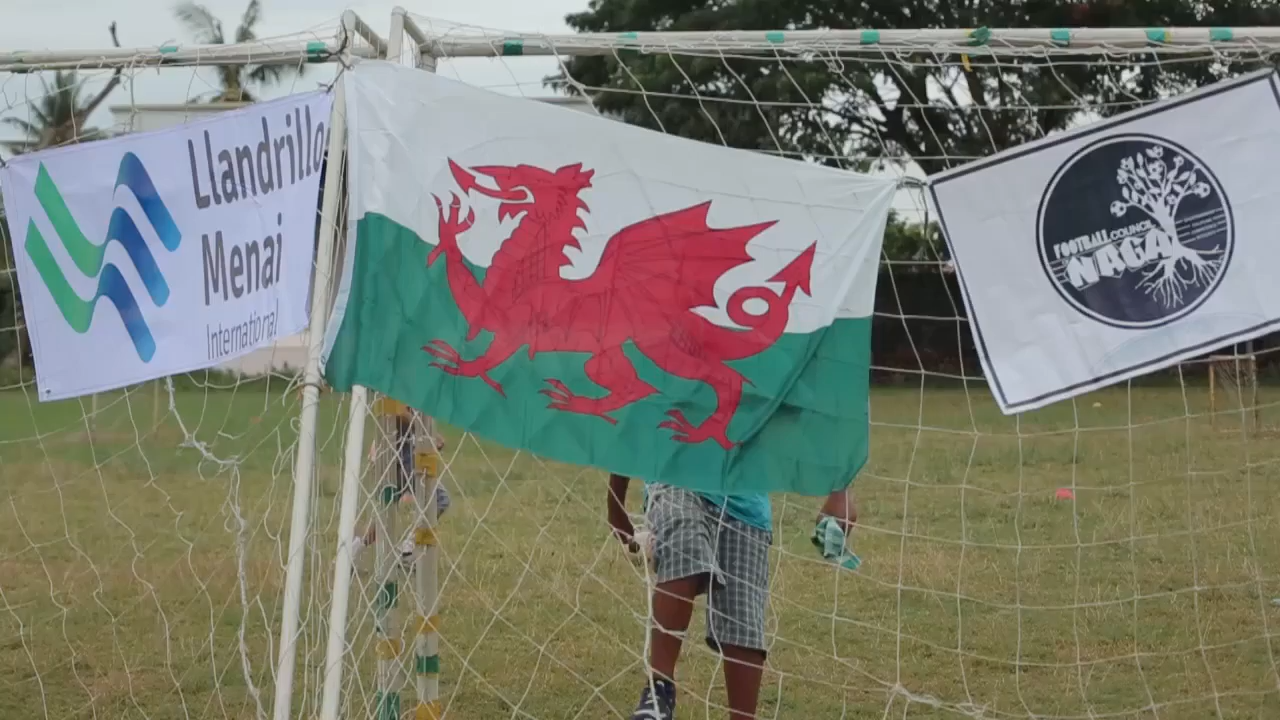 Llandrillo
Menai
International
FOOTBALL COUNCIL
NAGA